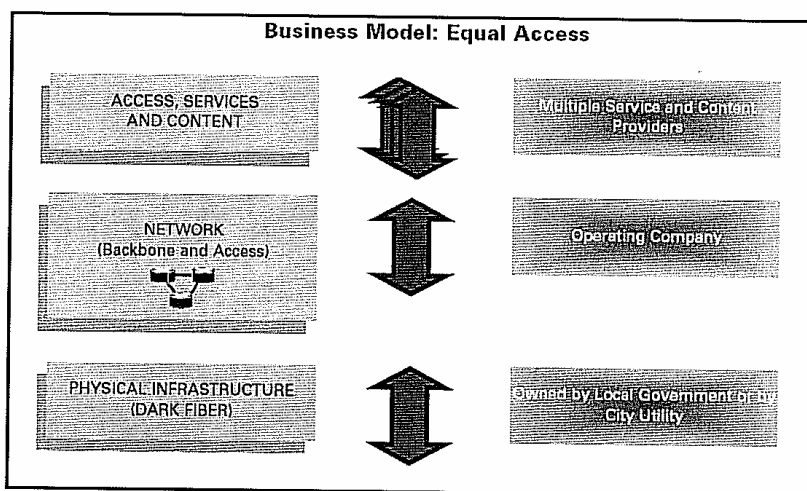 Business Model: Equal Access
ACCESS, SERVICES
AND CONTENT
Multiple Service and Content
Providers
NETWORK
(Backbone and Access)
Operating Company
PHYSICAL INFRASTRUCTURE
(DARK FIBER)
Owned by Local Government or by
City Utility